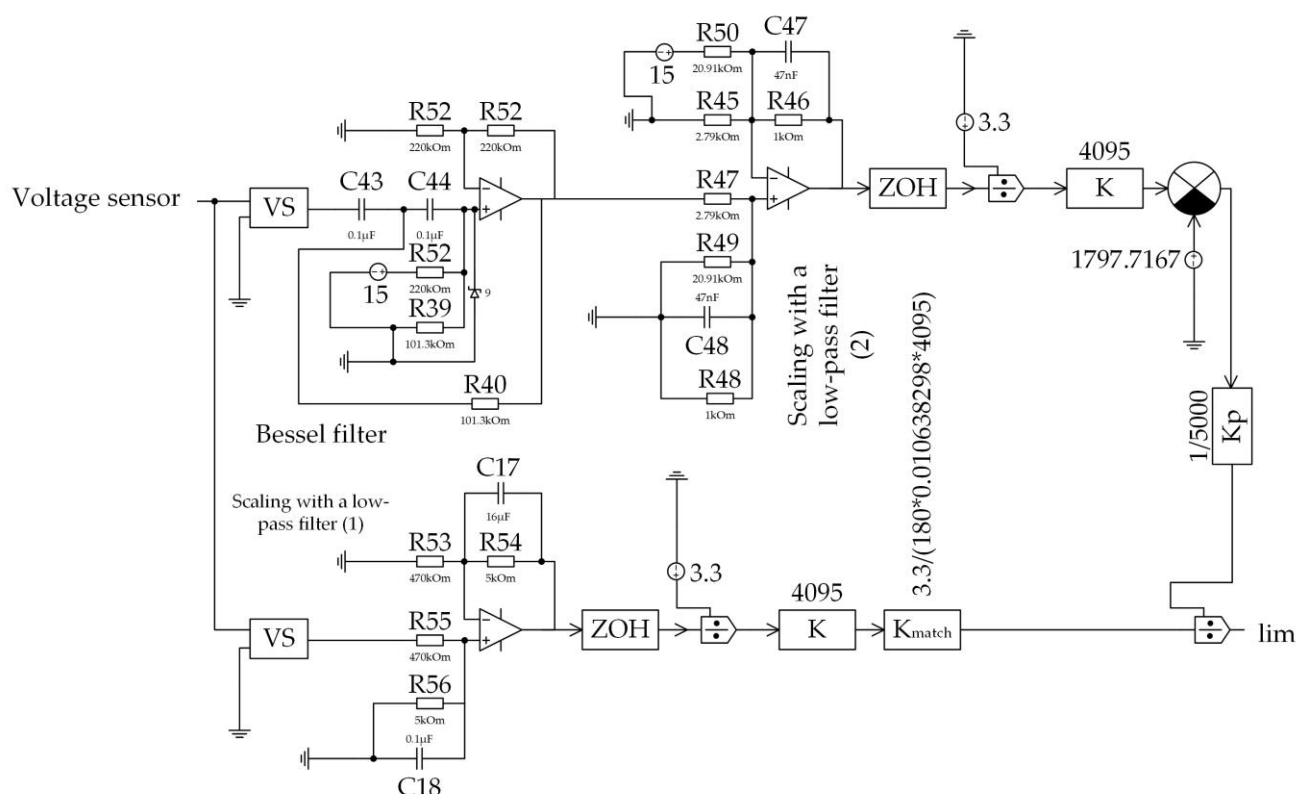 R50
20.91kOm
C47
47nF
15
R45
2.79kOm
R46
1kOm
R52
220kOm
R52
220kOm
3.3
4095
Voltage sensor
VS
C43
0.1µF
C44
0.1µF
R47
2.79kOm
ZOH
÷
K
R52
220kOm
15
9
R39
101.3kOm
R49
20.91kOm
47nF
C48
R48
1kOm
1797.7167
R40
101.3kOm
Bessel filter
Scaling with a
low-pass filter
(2)
3.3/(180*0.010638298*4095)
1/5000
Kp
Scaling with a low-
pass filter (1)
C17
16µF
R53
470kOm
R54
5kOm
3.3
4095
VS
R55
470kOm
ZOH
÷
K
Kmatch
÷
lim
R56
5kOm
0.1µF
C18